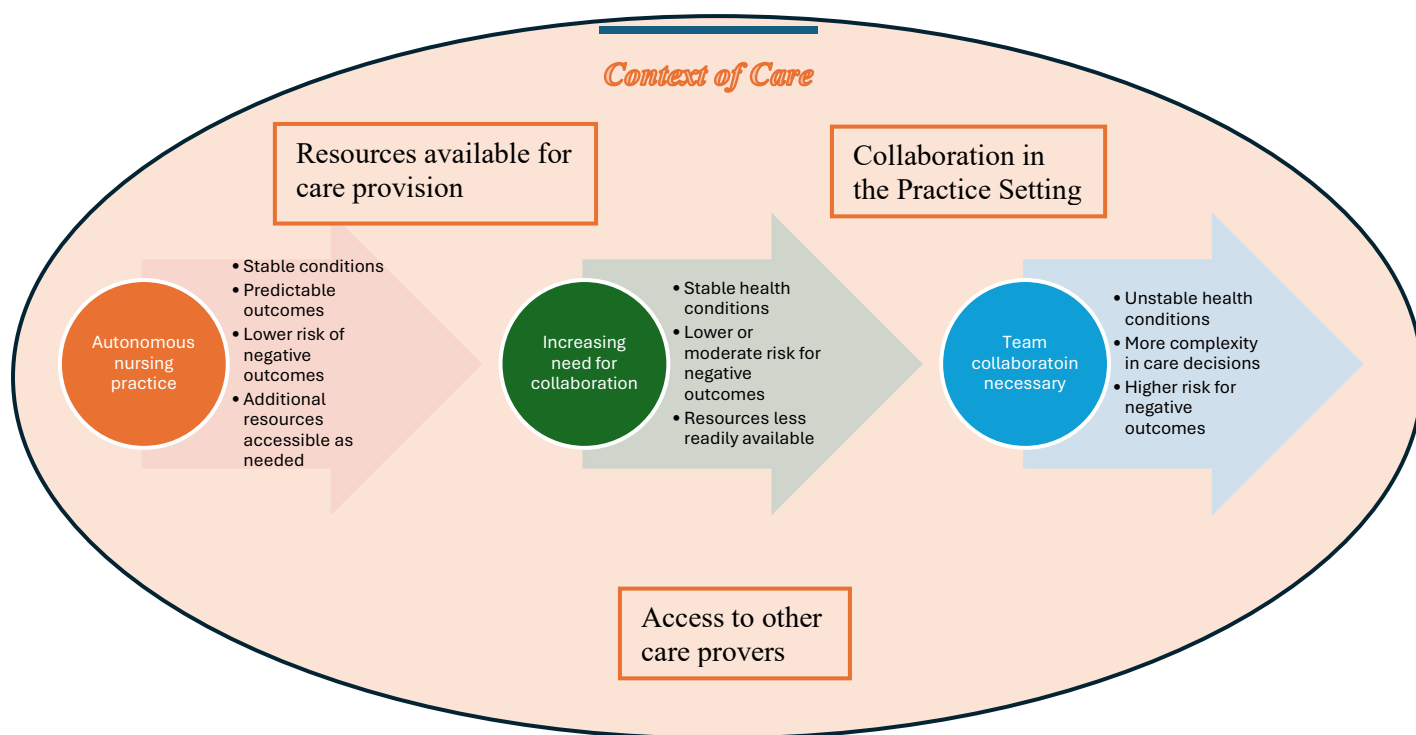 Context of Care
Resources available for
care provision
Collaboration in
the Practice Setting
Autonomous
nursing
practice
• Stable conditions
• Predictable
outcomes
• Lower risk of
negative
outcomes
• Additional
resources
accessible as
needed
Increasing
need for
collaboration
• Stable health
conditions
• Lower or
moderate risk for
negative
outcomes
• Resources less
readily available
Team
collaboratoin
necessary
• Unstable health
conditions
• More complexity
in care decisions
• Higher risk for
negative
outcomes
Access to other
care provers